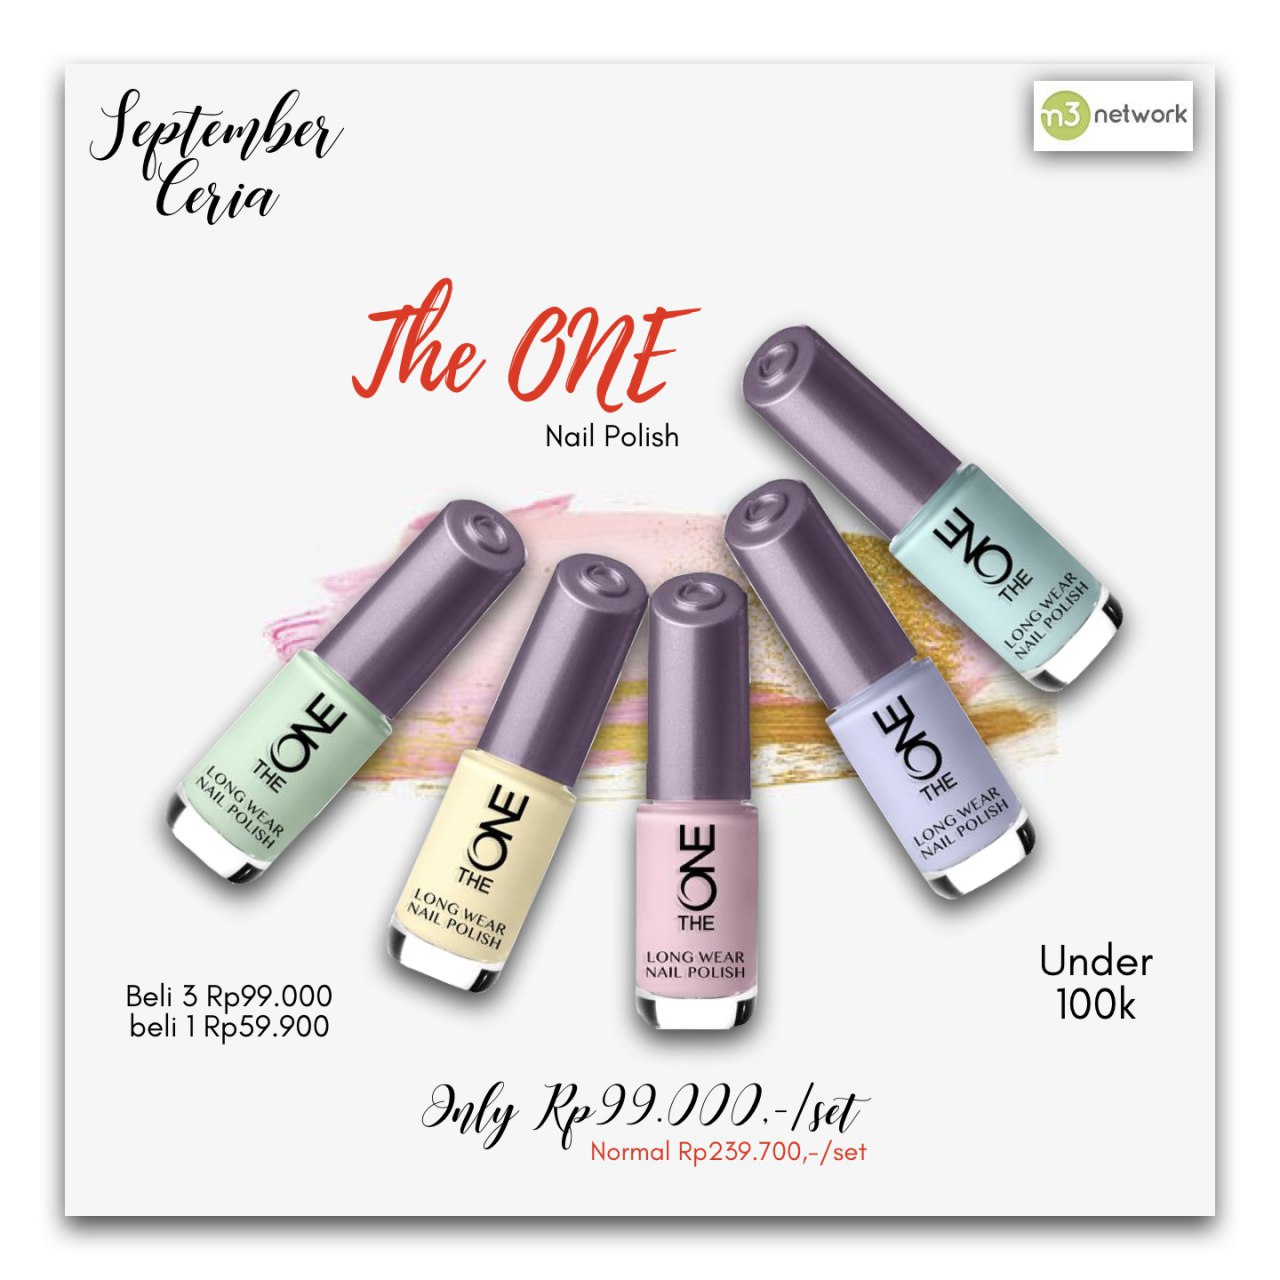 September
Ceria
m3 network
The ONE
Nail Polish
THE ONE
LONG WEAR
NAIL POLISH
THE ONE
LONG WEAR
NAIL POLISH
THE ONE
LONG WEAR
NAIL POLISH
THE ONE
LONG WEAR
NAIL POLISH
THE ONE
LONG WEAR
NAIL POLISH
Beli 3 Rp99.000
beli 1 Rp59.900
Under
100k
Only Rp99.000,-/set
Normal Rp239.700,-/set